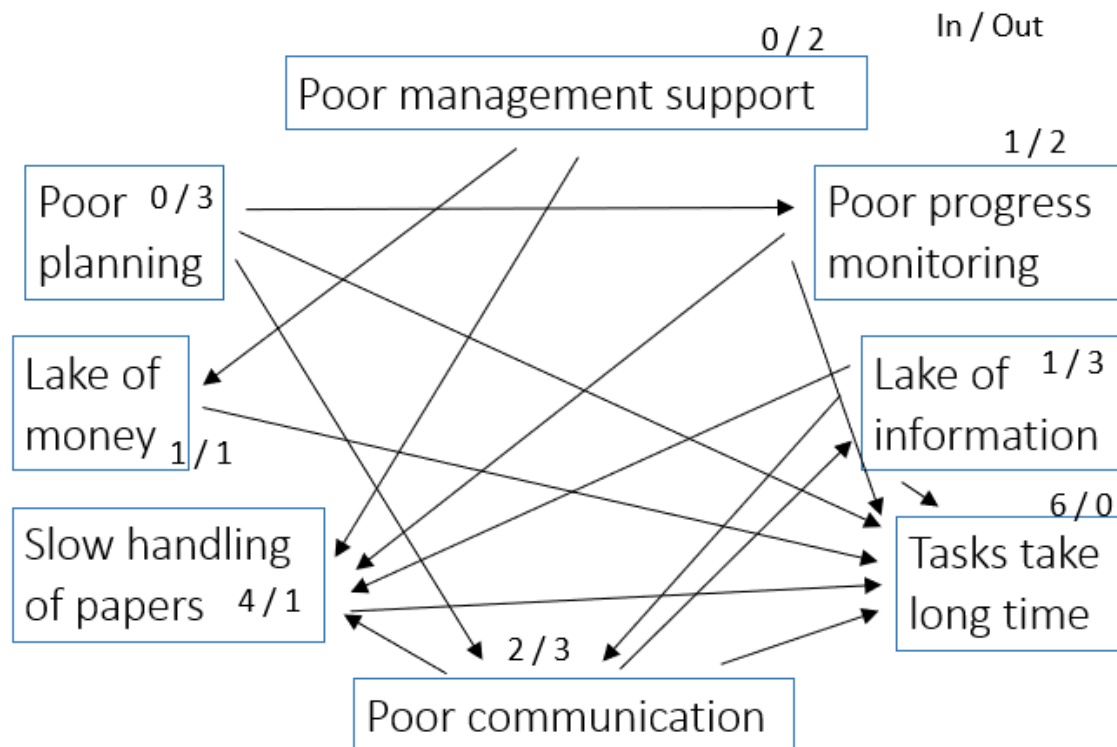 In / Out
0 / 2
Poor management support
1 / 2
Poor 0 / 3
planning
Poor progress
monitoring
Lake of
money
1 / 1
Lake of 1 / 3
information
6 / 0
Slow handling
of papers 4 / 1
Tasks take
long time
2 / 3
Poor communication